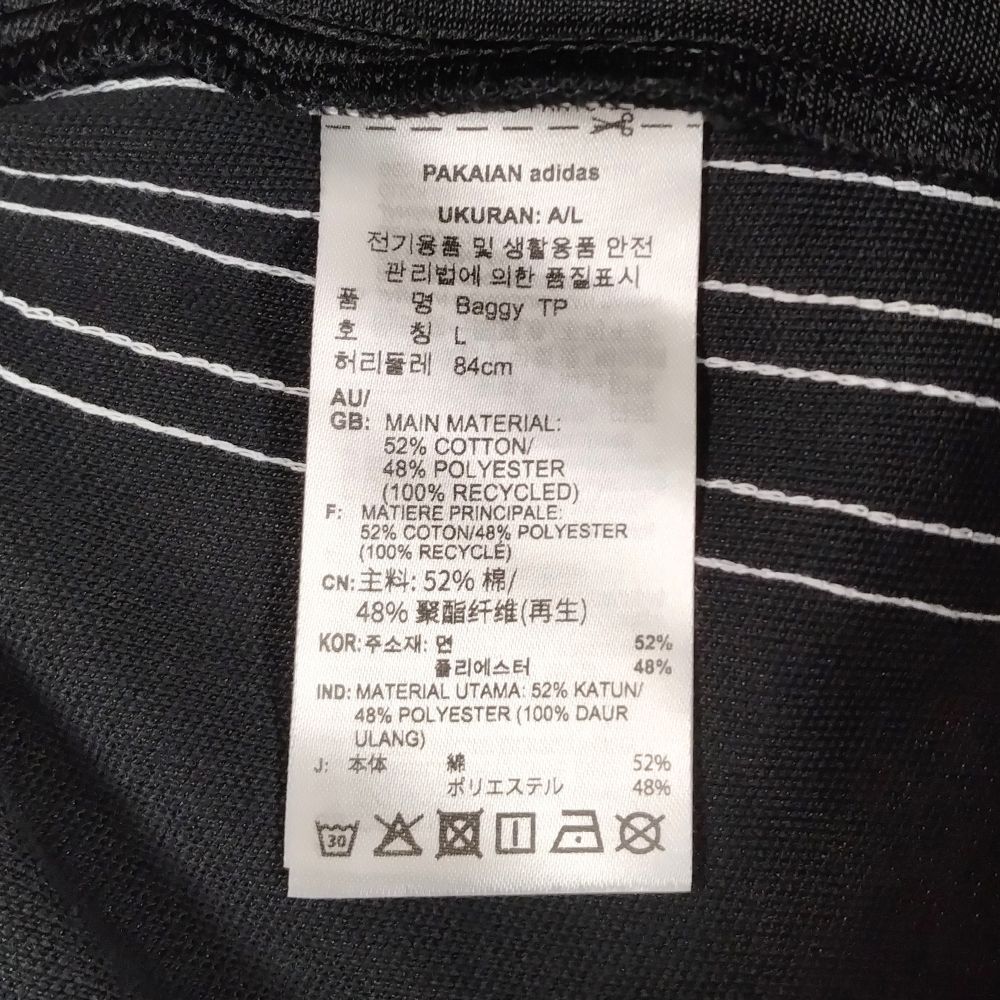 PAKAIAN adidas
UKURAN: A/L
전기용품 및 생활용품 안전
관리법에 의한 품질표시
품 명 Baggy TP
호 칭 L
허리둘레 84cm
AU/
GB: MAIN MATERIAL:
52% COTTON/
48% POLYESTER
(100% RECYCLED)
F: MATIERE PRINCIPALE:
52% COTON/48% POLYESTER
(100% RECYCLÉ)
CN: 主料: 52% 棉/
48% 聚酯纤维(再生)
KOR: 주소재: 면 52%
폴리에스터 48%
IND: MATERIAL UTAMA: 52% KATUN/
48% POLYESTER (100% DAUR
ULANG)
J: 本体 綿 52%
ポリエステル 48%
30